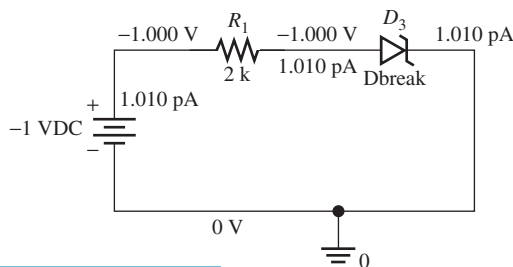 R1
D3
−1.000 V
−1.000 V
1.010 pA
2 k
1.010 pA
Dbreak
+
1.010 pA
−1 VDC
−
0 V
0